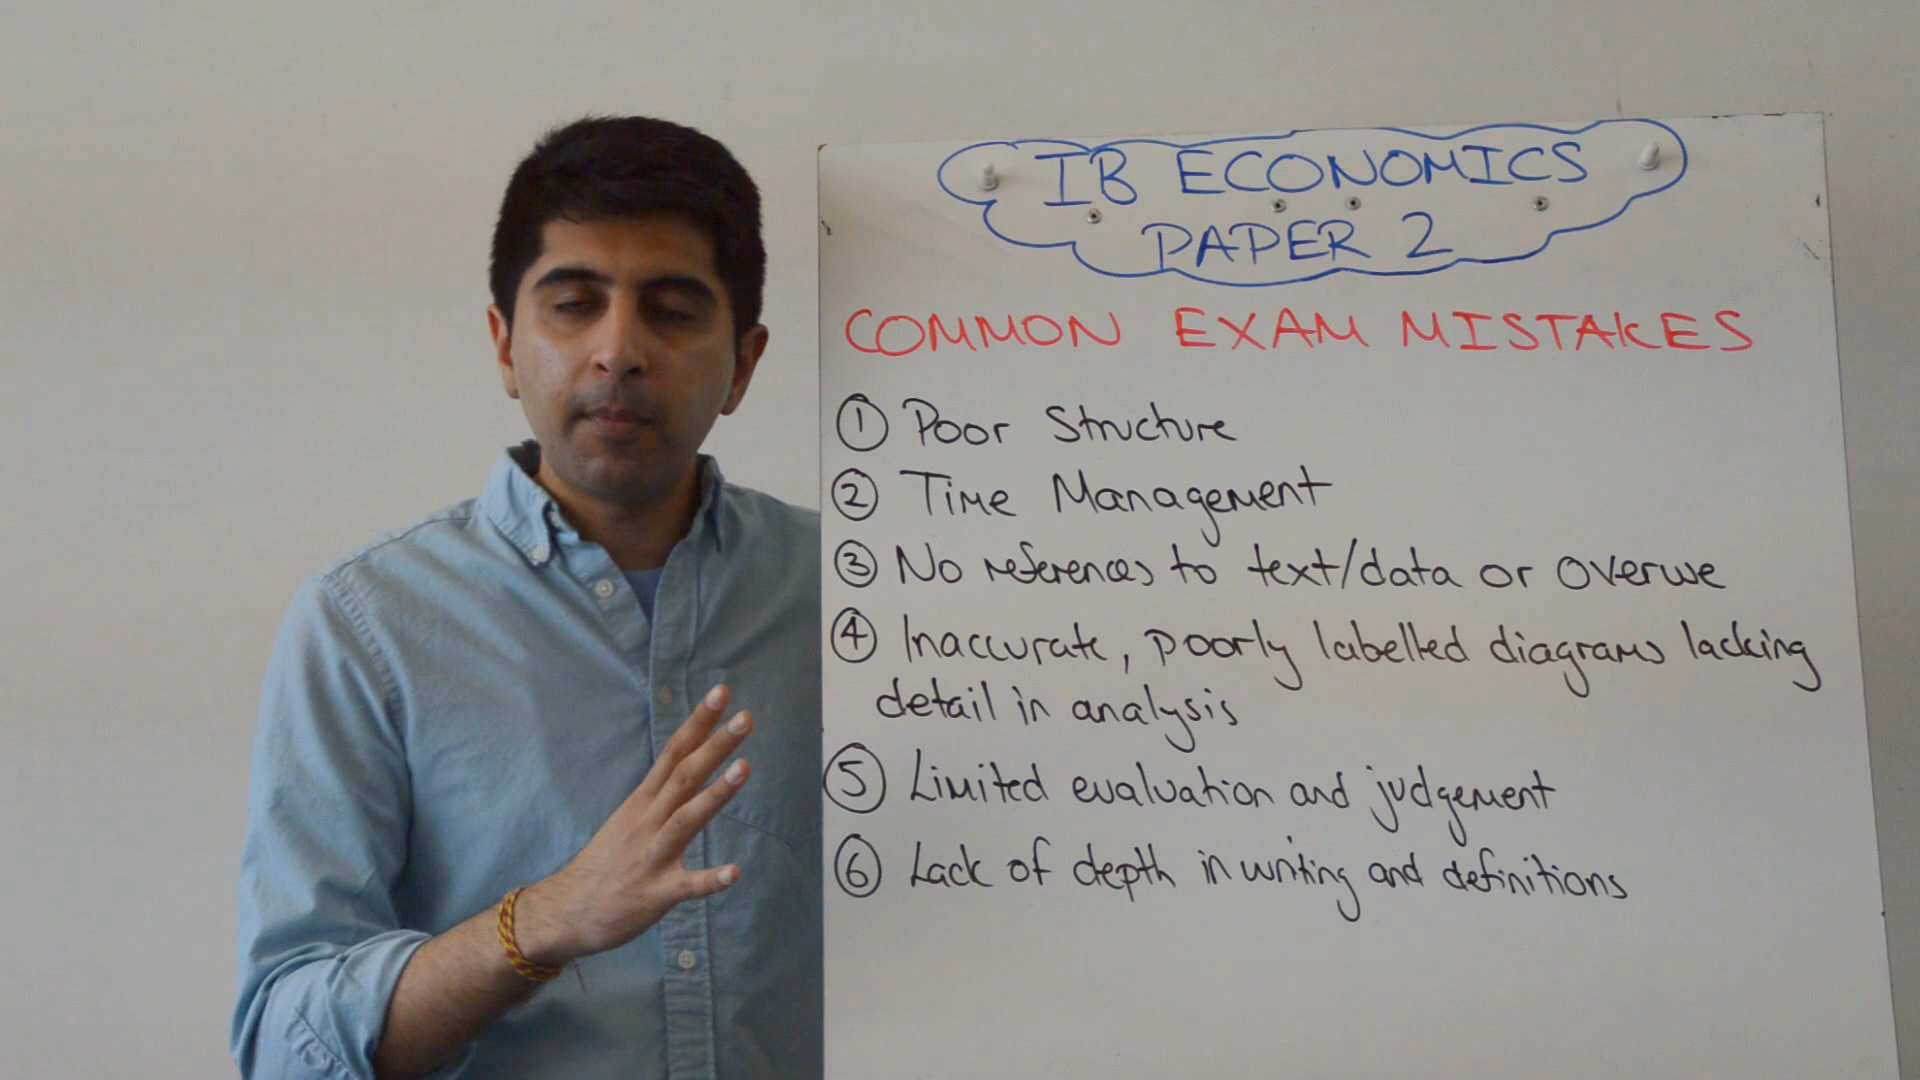 IB ECONOMICS
PAPER 2
COMMON EXAM MISTAKES
① Poor Structure
② Time Management
③ No references to text/data or overuse
④ Inaccurate, poorly labelled diagrams lacking
detail in analysis
⑤ Limited evaluation and judgement
⑥ Lack of depth in writing and definitions